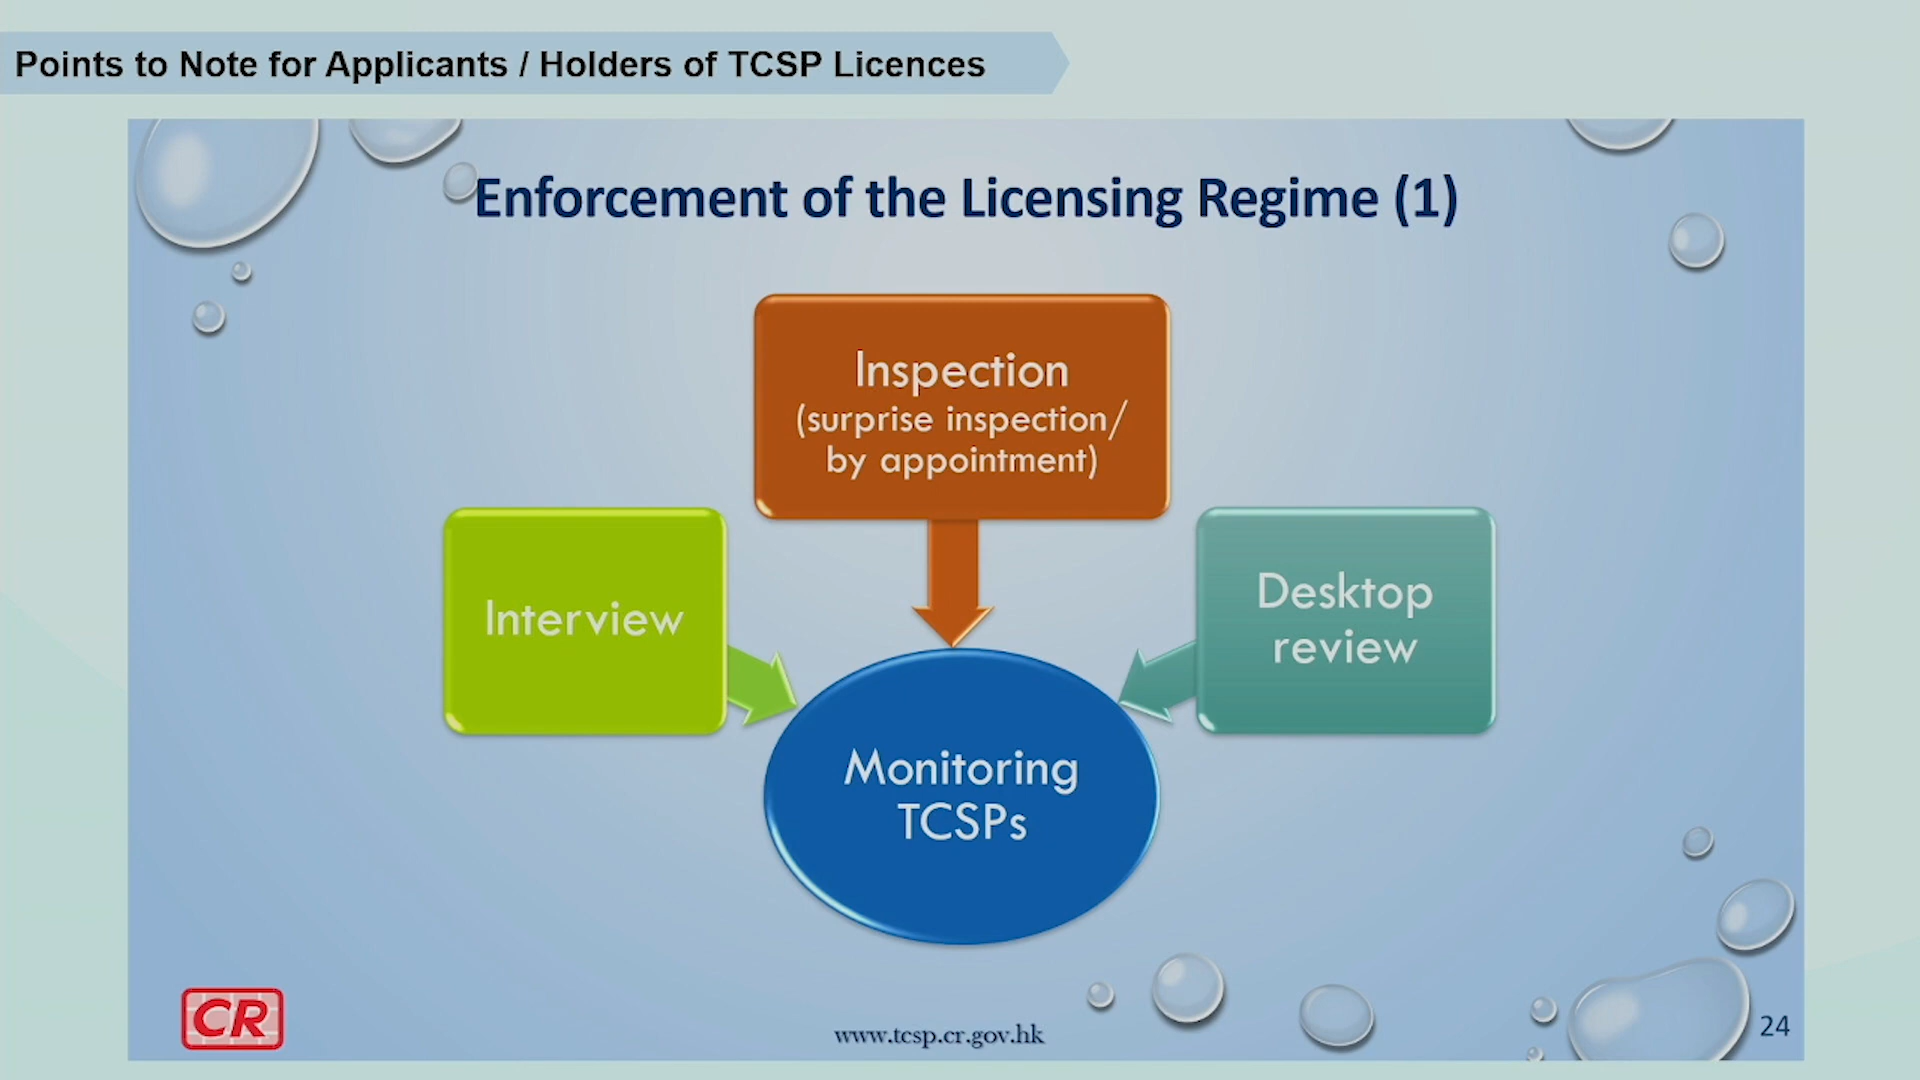 Points to Note for Applicants / Holders of TCSP Licences
Enforcement of the Licensing Regime (1)
Inspection
(surprise inspection/
by appointment)
Interview
Desktop
review
Monitoring
TCSPs
CR
www.tcsp.cr.gov.hk
24